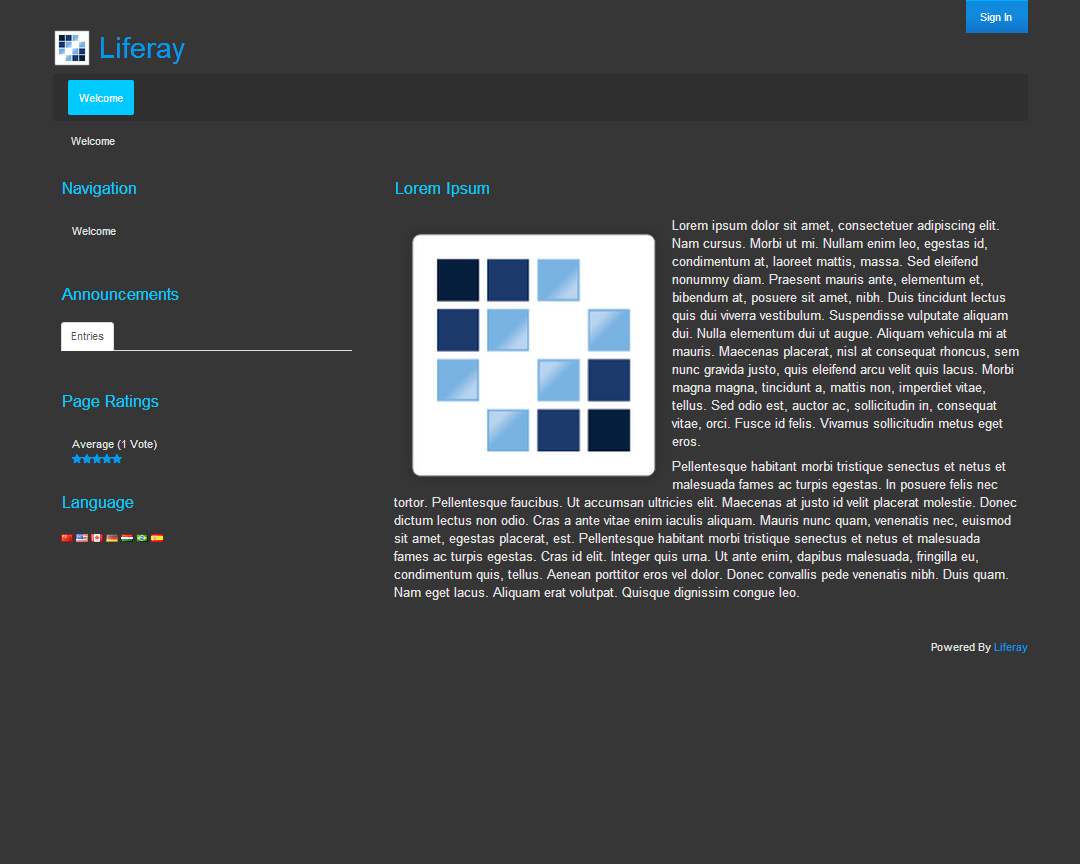 Sign In
Liferay
Welcome
Welcome
Navigation
Welcome
Announcements
Entries
Page Ratings
Average (1 Vote)
Language
Lorem Ipsum
Lorem ipsum dolor sit amet, consectetuer adipiscing elit.
Nam cursus. Morbi ut mi. Nullam enim leo, egestas id,
condimentum at, laoreet mattis, massa. Sed eleifend
nonummy diam. Praesent mauris ante, elementum et,
bibendum at, posuere sit amet, nibh. Duis tincidunt lectus
quis dui viverra vestibulum. Suspendisse vulputate aliquam
dui. Nulla elementum dui ut augue. Aliquam vehicula mi at
mauris. Maecenas placerat, nisl at consequat rhoncus, sem
nunc gravida justo, quis eleifend arcu velit quis lacus. Morbi
magna magna, tincidunt a, mattis non, imperdiet vitae,
tellus. Sed odio est, auctor ac, sollicitudin in, consequat
vitae, orci. Fusce id felis. Vivamus sollicitudin metus eget
eros.
Pellentesque habitant morbi tristique senectus et netus et
malesuada fames ac turpis egestas. In posuere felis nec
tortor. Pellentesque faucibus. Ut accumsan ultricies elit. Maecenas at justo id velit placerat molestie. Donec
dictum lectus non odio. Cras a ante vitae enim iaculis aliquam. Mauris nunc quam, venenatis nec, euismod
sit amet, egestas placerat, est. Pellentesque habitant morbi tristique senectus et netus et malesuada
fames ac turpis egestas. Cras id elit. Integer quis urna. Ut ante enim, dapibus malesuada, fringilla eu,
condimentum quis, tellus. Aenean porttitor eros vel dolor. Donec convallis pede venenatis nibh. Duis quam.
Nam eget lacus. Aliquam erat volutpat. Quisque dignissim congue leo.
Powered By Liferay